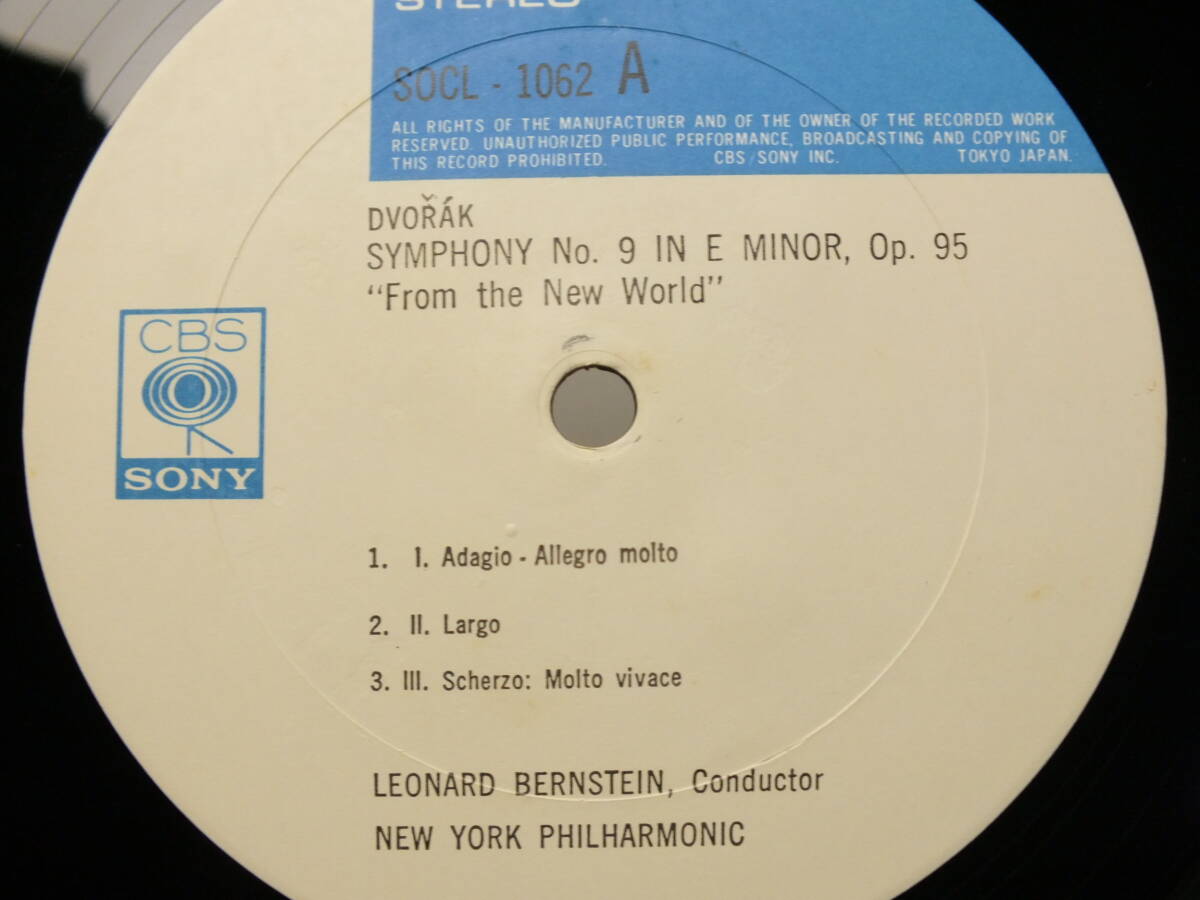 STEREO
SOCL - 1062 A
ALL RIGHTS OF THE MANUFACTURER AND OF THE OWNER OF THE RECORDED WORK
RESERVED. UNAUTHORIZED PUBLIC PERFORMANCE, BROADCASTING AND COPYING OF
THIS RECORD PROHIBITED. CBS/SONY INC. TOKYO JAPAN.
DVOŘÁK
SYMPHONY No. 9 IN E MINOR, Op. 95
“From the New World”
CBS
SONY
1. I. Adagio - Allegro molto
2. II. Largo
3. III. Scherzo: Molto vivace
LEONARD BERNSTEIN, Conductor
NEW YORK PHILHARMONIC